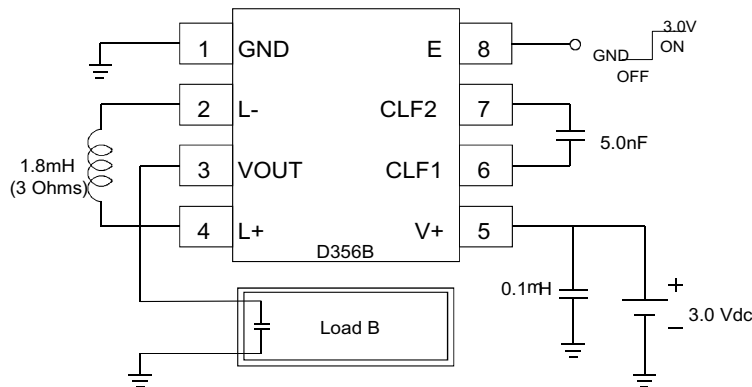 3.0V
1 GND E 8 GND ON
OFF
2 L- CLF2 7
1.8mH
(3 Ohms)
5.0nF
3 VOUT CLF1 6
4 L+ V+ 5
D356B
0.1mH
+
Load B
3.0 Vdc
–